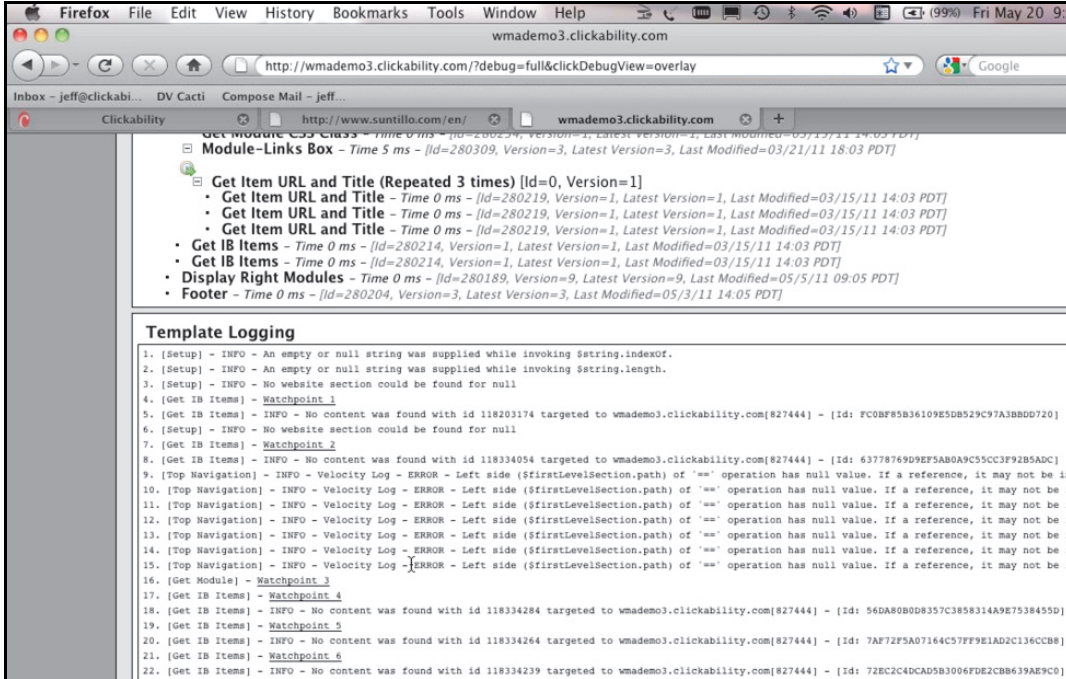 Firefox File Edit View History Bookmarks Tools Window Help (99%) Fri May 20 9:
wmademo3.clickability.com
http://wmademo3.clickability.com/?debug=full&clickDebugView=overlay Google
Inbox - jeff@clickabi... DV Cacti Compose Mail - jeff...
Clickability http://www.suntillo.com/en/ wmademo3.clickability.com +
Get Module CSS Class - Time 0 ms - [Id=280234, Version=1, Latest Version=1, Last Modified=03/15/11 14:03 PDT]
Module-Links Box - Time 5 ms - [Id=280309, Version=3, Latest Version=3, Last Modified=03/21/11 18:03 PDT]
Get Item URL and Title (Repeated 3 times) [Id=0, Version=1]
Get Item URL and Title - Time 0 ms - [Id=280219, Version=1, Latest Version=1, Last Modified=03/15/11 14:03 PDT]
Get Item URL and Title - Time 0 ms - [Id=280219, Version=1, Latest Version=1, Last Modified=03/15/11 14:03 PDT]
Get Item URL and Title - Time 0 ms - [Id=280219, Version=1, Latest Version=1, Last Modified=03/15/11 14:03 PDT]
Get IB Items - Time 0 ms - [Id=280214, Version=1, Latest Version=1, Last Modified=03/15/11 14:03 PDT]
Get IB Items - Time 0 ms - [Id=280214, Version=1, Latest Version=1, Last Modified=03/15/11 14:03 PDT]
Display Right Modules - Time 0 ms - [Id=280189, Version=9, Latest Version=9, Last Modified=05/5/11 09:05 PDT]
Footer - Time 0 ms - [Id=280204, Version=3, Latest Version=3, Last Modified=05/3/11 14:05 PDT]
Template Logging
1. [Setup] - INFO - An empty or null string was supplied while invoking $string.indexOf.
2. [Setup] - INFO - An empty or null string was supplied while invoking $string.length.
3. [Setup] - INFO - No website section could be found for null
4. [Get IB Items] - Watchpoint 1
5. [Get IB Items] - INFO - No content was found with id 118203174 targeted to wmademo3.clickability.com[827444] - [Id: FC0BF85B36109E5DB529C97A3BBDD720]
6. [Setup] - INFO - No website section could be found for null
7. [Get IB Items] - Watchpoint 2
8. [Get IB Items] - INFO - No content was found with id 118334054 targeted to wmademo3.clickability.com[827444] - [Id: 63778769D9EF5AB0A9C55CC3F92B5ADC]
9. [Top Navigation] - INFO - Velocity Log - ERROR - Left side ($firstLevelSection.path) of `==' operation has null value. If a reference, it may not be i
10. [Top Navigation] - INFO - Velocity Log - ERROR - Left side ($firstLevelSection.path) of `==' operation has null value. If a reference, it may not be
11. [Top Navigation] - INFO - Velocity Log - ERROR - Left side ($firstLevelSection.path) of `==' operation has null value. If a reference, it may not be
12. [Top Navigation] - INFO - Velocity Log - ERROR - Left side ($firstLevelSection.path) of `==' operation has null value. If a reference, it may not be
13. [Top Navigation] - INFO - Velocity Log - ERROR - Left side ($firstLevelSection.path) of `==' operation has null value. If a reference, it may not be
14. [Top Navigation] - INFO - Velocity Log - ERROR - Left side ($firstLevelSection.path) of `==' operation has null value. If a reference, it may not be
15. [Top Navigation] - INFO - Velocity Log - ERROR - Left side ($firstLevelSection.path) of `==' operation has null value. If a reference, it may not be
16. [Get Module] - Watchpoint 3
17. [Get IB Items] - Watchpoint 4
18. [Get IB Items] - INFO - No content was found with id 118334284 targeted to wmademo3.clickability.com[827444] - [Id: 56DA80B0D8357C3858314A9E7538455D]
19. [Get IB Items] - Watchpoint 5
20. [Get IB Items] - INFO - No content was found with id 118334264 targeted to wmademo3.clickability.com[827444] - [Id: 7AF72F5A07164C57FF9E1AD2C136CCB8]
21. [Get IB Items] - Watchpoint 6
22. [Get IB Items] - INFO - No content was found with id 118334239 targeted to wmademo3.clickability.com[827444] - [Id: 72EC2C4DCAD5B3006FDE2CBB639AE9C0]